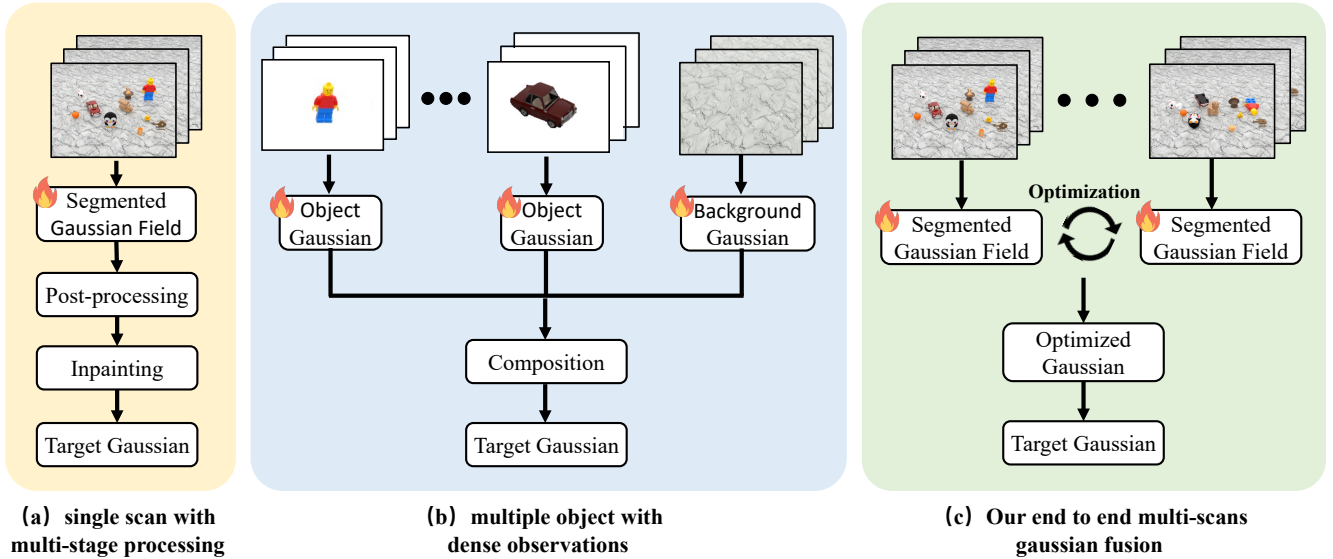 Segmented
Gaussian Field
Post-processing
Inpainting
Target Gaussian
(a) single scan with
multi-stage processing
Object
Gaussian
Object
Gaussian
Background
Gaussian
Composition
Target Gaussian
(b) multiple object with
dense observations
Optimization
Segmented
Gaussian Field
Segmented
Gaussian Field
Optimized
Gaussian
Target Gaussian
(c) Our end to end multi-scans
gaussian fusion